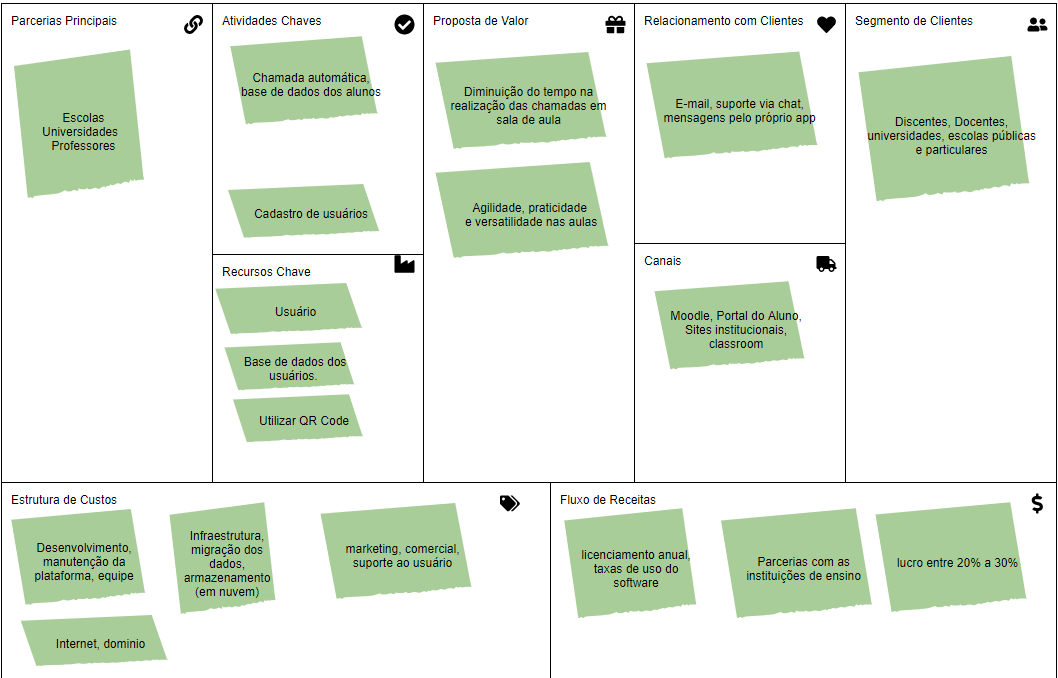 Parcerias Principais
Escolas
Universidades
Professores
Atividades Chaves
Chamada automática,
base de dados dos alunos
Cadastro de usuários
Recursos Chave
Usuário
Base de dados dos
usuários.
Utilizar QR Code
Proposta de Valor
Diminuição do tempo na
realização das chamadas em
sala de aula
Agilidade, praticidade
e versatilidade nas aulas
Relacionamento com Clientes
E-mail, suporte via chat,
mensagens pelo próprio app
Canais
Moodle, Portal do Aluno,
Sites institucionais,
classroom
Segmento de Clientes
Discentes, Docentes,
universidades, escolas públicas
e particulares
Estrutura de Custos
Desenvolvimento,
manutenção da
plataforma, equipe
Infraestrutura,
migração dos
dados,
armazenamento
(em nuvem)
marketing, comercial,
suporte ao usuário
Internet, dominio
Fluxo de Receitas
licenciamento anual,
taxas de uso do
software
Parcerias com as
instituições de ensino
lucro entre 20% a 30%